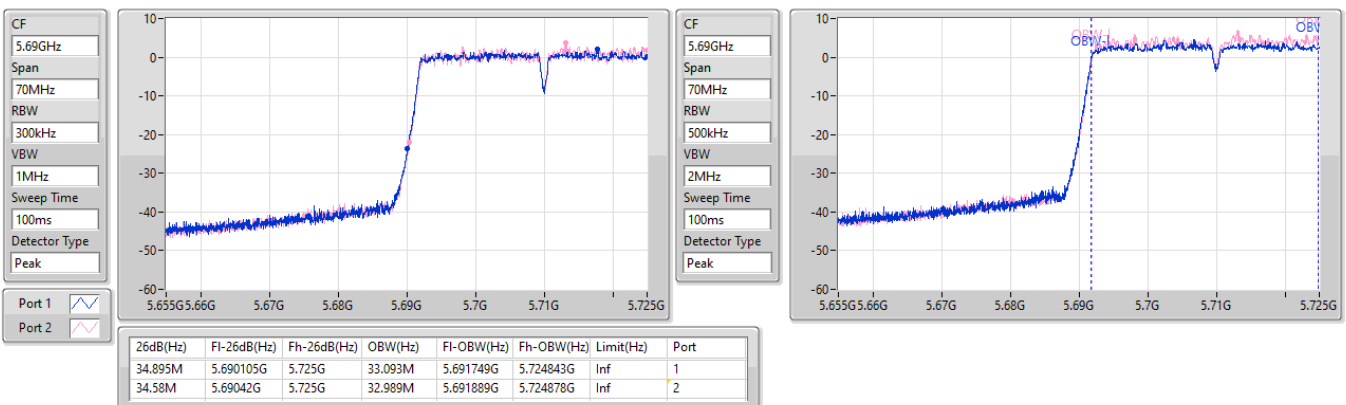 CF
5.69GHz
Span
70MHz
RBW
300kHz
VBW
1MHz
Sweep Time
100ms
Detector Type
Peak
Port 1
Port 2
10
0
-10
-20
-30
-40
-50
-60
5.655G 5.66G 5.67G 5.68G 5.69G 5.7G 5.71G 5.725G
CF
5.69GHz
Span
70MHz
RBW
500kHz
VBW
2MHz
Sweep Time
100ms
Detector Type
Peak
10
0
-10
-20
-30
-40
-50
-60
OBW-1
OBW-1
OBW
OBW
5.655G 5.66G 5.67G 5.68G 5.69G 5.7G 5.71G 5.725G
26dB(Hz) Fl-26dB(Hz) Fh-26dB(Hz) OBW(Hz) Fl-OBW(Hz) Fh-OBW(Hz) Limit(Hz) Port
34.895M 5.690105G 5.725G 33.093M 5.691749G 5.724843G Inf 1
34.58M 5.69042G 5.725G 32.989M 5.691889G 5.724878G Inf 2